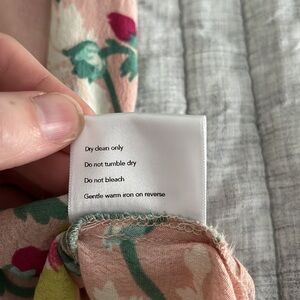 Dry clean only
Do not tumble dry
Do not bleach
Gentle warm iron on reverse